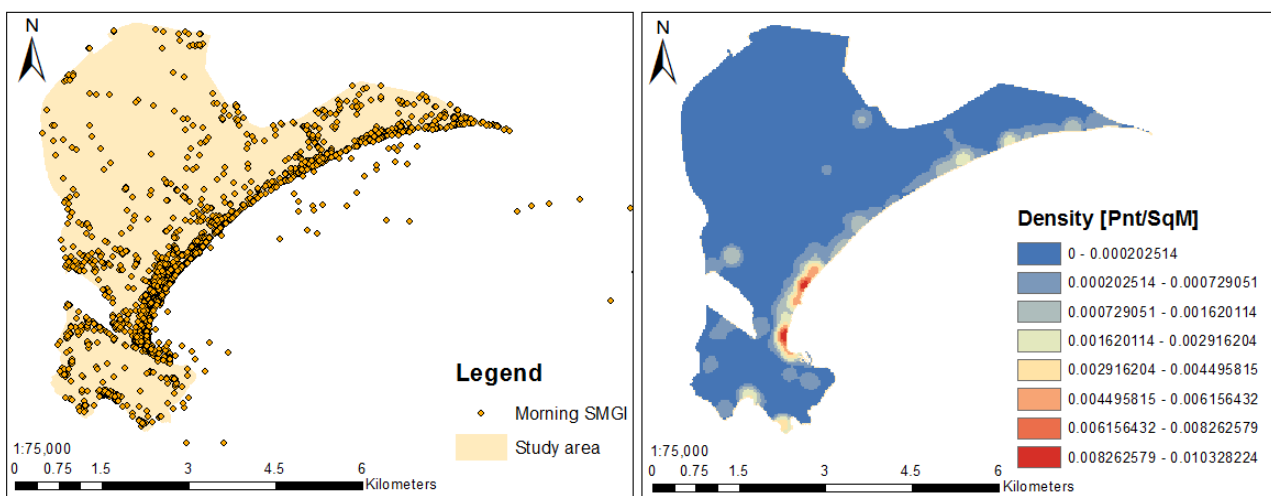 N
Legend
Morning SMGI
Study area
1:75,000
0 0.75 1.5 3 4.5 6
Kilometers
N
Density [Pnt/SqM]
0 - 0.000202514
0.000202514 - 0.000729051
0.000729051 - 0.001620114
0.001620114 - 0.002916204
0.002916204 - 0.004495815
0.004495815 - 0.006156432
0.006156432 - 0.008262579
0.008262579 - 0.010328224
1:75,000
0 0.75 1.5 3 4.5 6
Kilometers